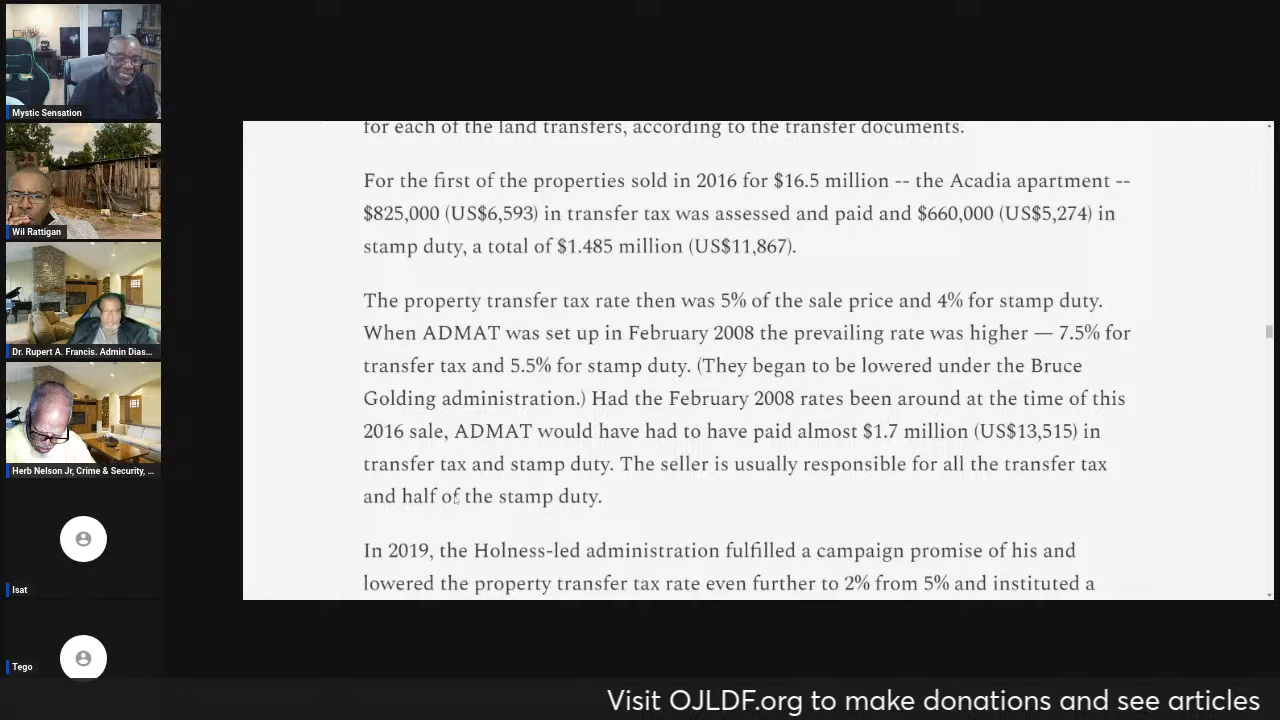 Mystic Sensation
Wil Rattigan
Dr. Rupert A. Francis. Admin Dias...
Herb Nelson Jr, Crime & Security, ...
Isat
Tego
for each of the land transfers, according to the transfer documents.
For the first of the properties sold in 2016 for $16.5 million -- the Acadia apartment --
$825,000 (US$6,593) in transfer tax was assessed and paid and $660,000 (US$5,274) in
stamp duty, a total of $1.485 million (US$11,867).
The property transfer tax rate then was 5% of the sale price and 4% for stamp duty.
When ADMAT was set up in February 2008 the prevailing rate was higher — 7.5% for
transfer tax and 5.5% for stamp duty. (They began to be lowered under the Bruce
Golding administration.) Had the February 2008 rates been around at the time of this
2016 sale, ADMAT would have had to have paid almost $1.7 million (US$13,515) in
transfer tax and stamp duty. The seller is usually responsible for all the transfer tax
and half of the stamp duty.
In 2019, the Holness-led administration fulfilled a campaign promise of his and
lowered the property transfer tax rate even further to 2% from 5% and instituted a
Visit OJLDF.org to make donations and see articles